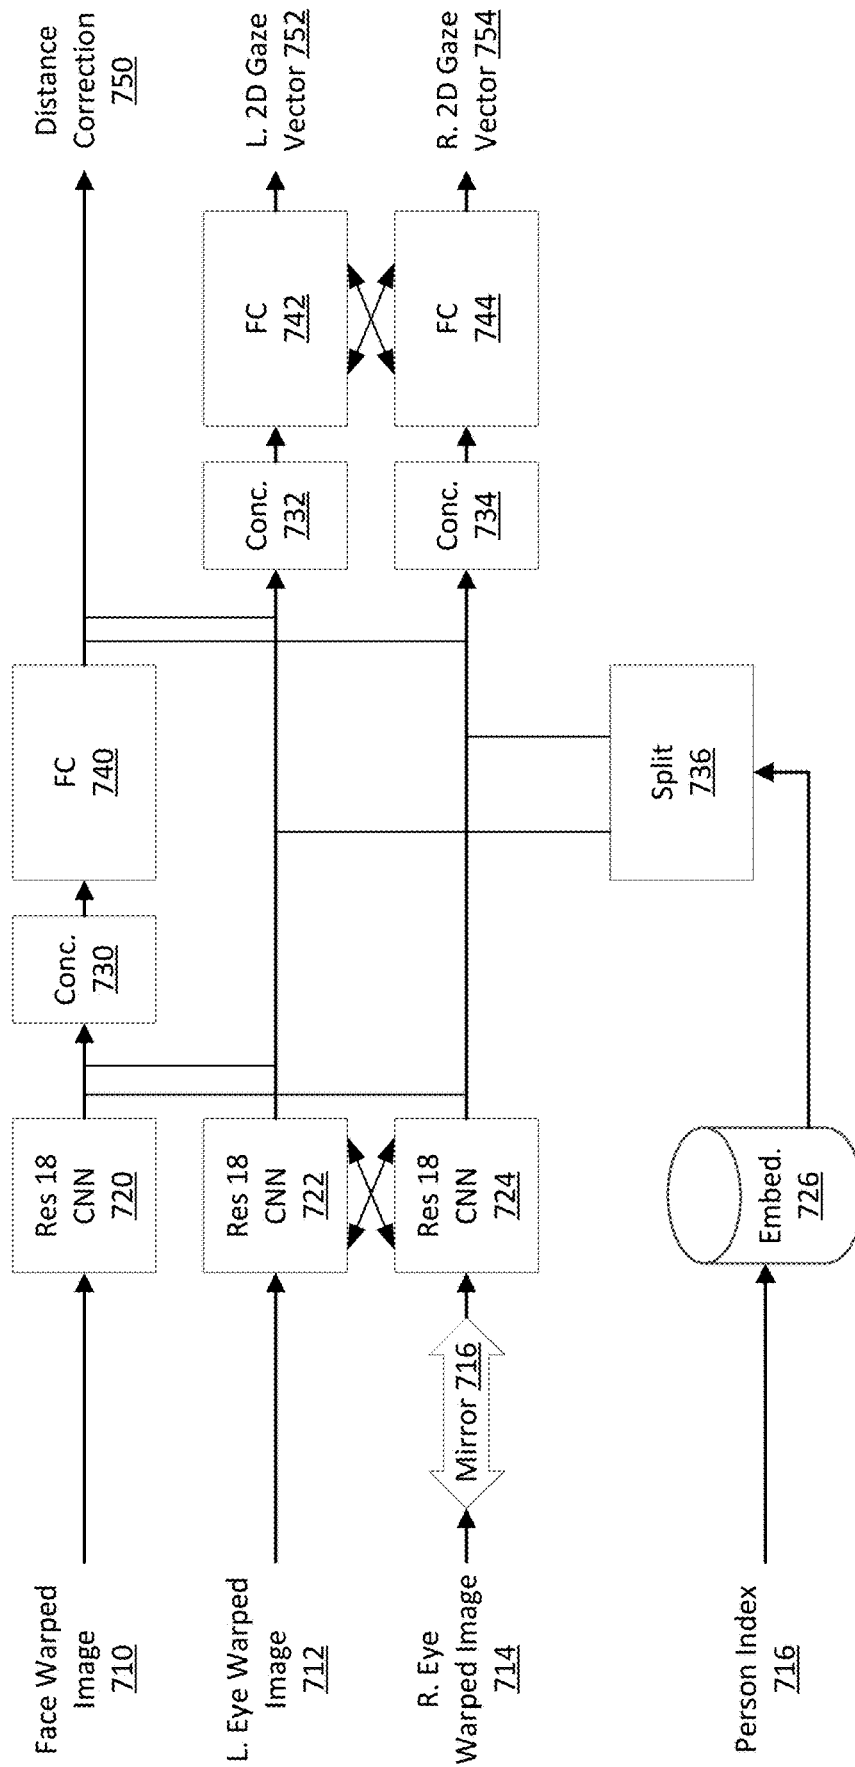 Face Warped
Image
710
L. Eye Warped
Image
712
R. Eye
Warped Image
714
Person Index
716
Mirror 716
Res 18
CNN
720
Res 18
CNN
722
Res 18
CNN
724
Embed.
726
Conc.
730
FC
740
Split
736
Conc.
732
Conc.
734
FC
742
FC
744
Distance
Correction
750
L. 2D Gaze
Vector 752
R. 2D Gaze
Vector 754